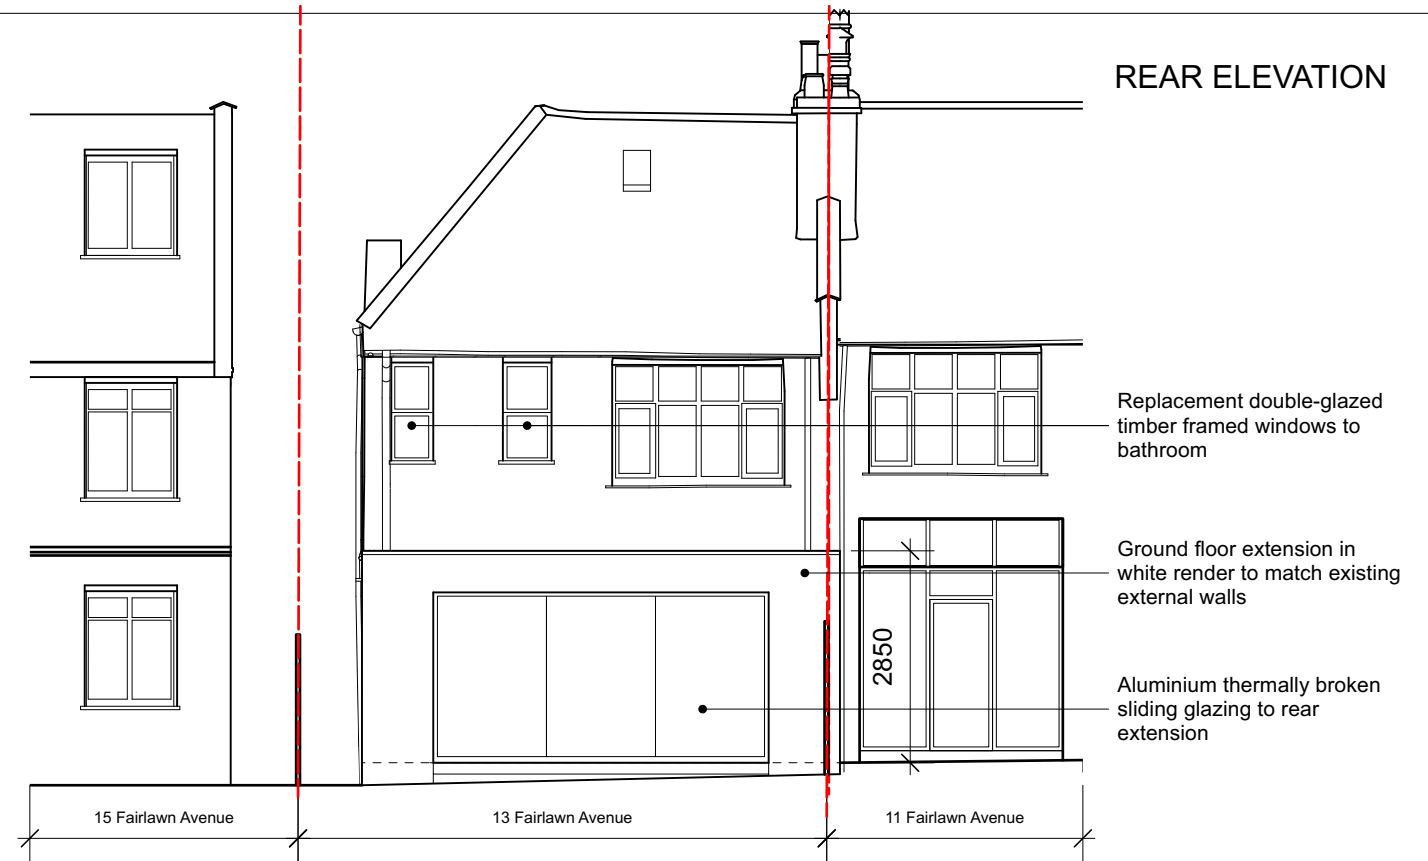 REAR ELEVATION
Replacement double-glazed
timber framed windows to
bathroom
Ground floor extension in
white render to match existing
external walls
2850
Aluminium thermally broken
sliding glazing to rear
extension
15 Fairlawn Avenue
13 Fairlawn Avenue
11 Fairlawn Avenue